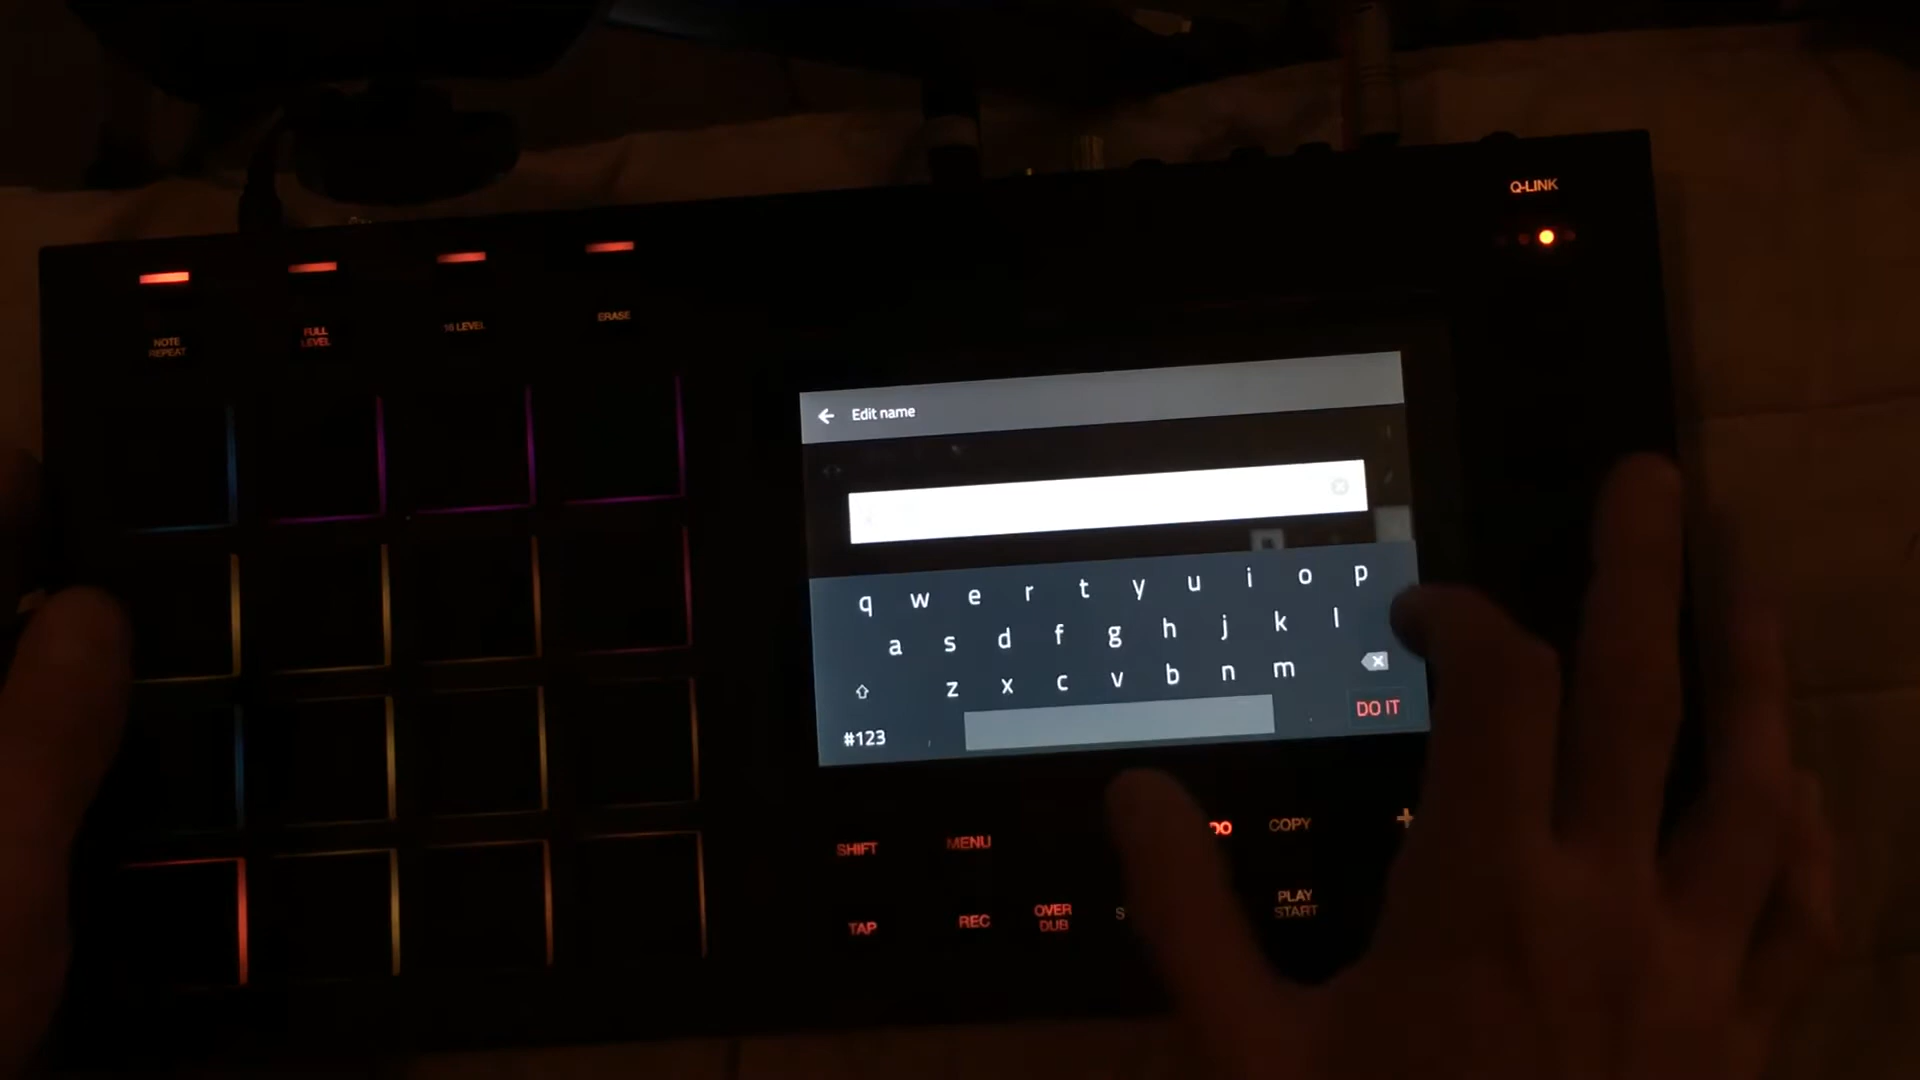 Q-LINK
NOTE
REPEAT
FULL
LEVEL
16 LEVEL
ERASE
Edit name
q w e r t y u i o p
a s d f g h j k l
z x c v b n m
#123
DO IT
SHIFT
MENU
DO
COPY
+
TAP
REC
OVER
DUB
S
PLAY
START